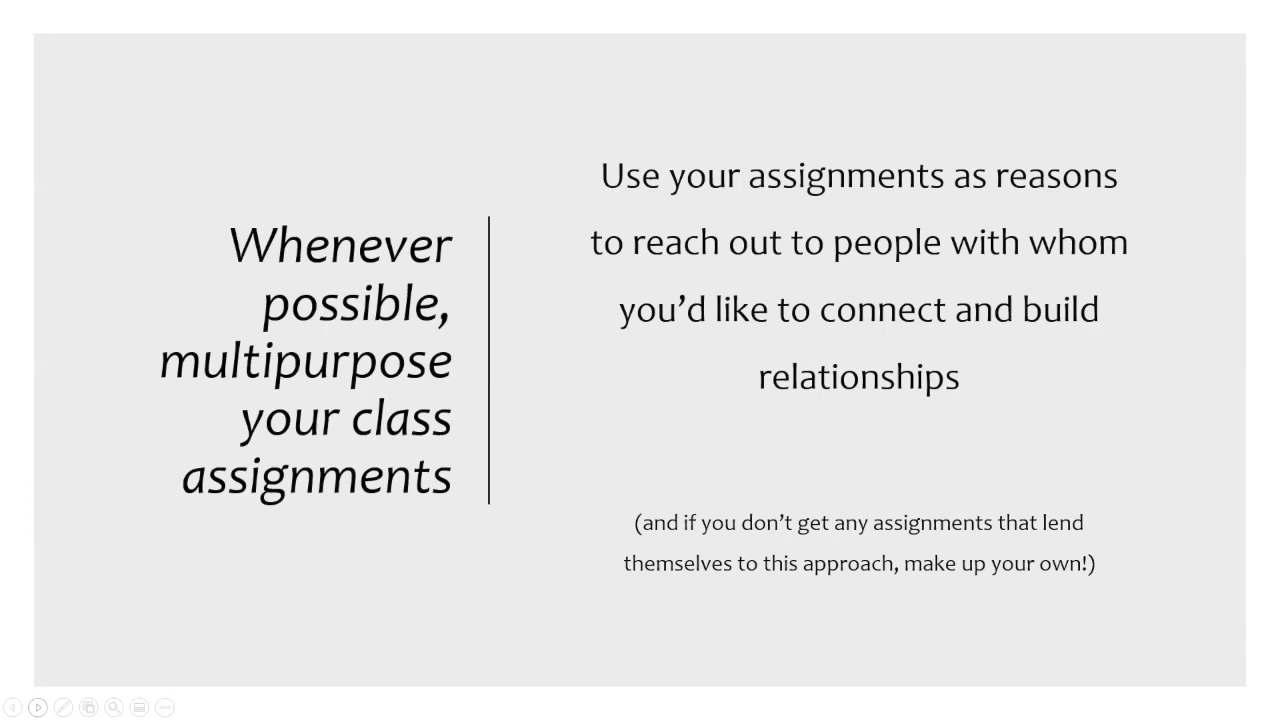 Whenever
possible,
multipurpose
your class
assignments
Use your assignments as reasons
to reach out to people with whom
you’d like to connect and build
relationships
(and if you don’t get any assignments that lend
themselves to this approach, make up your own!)